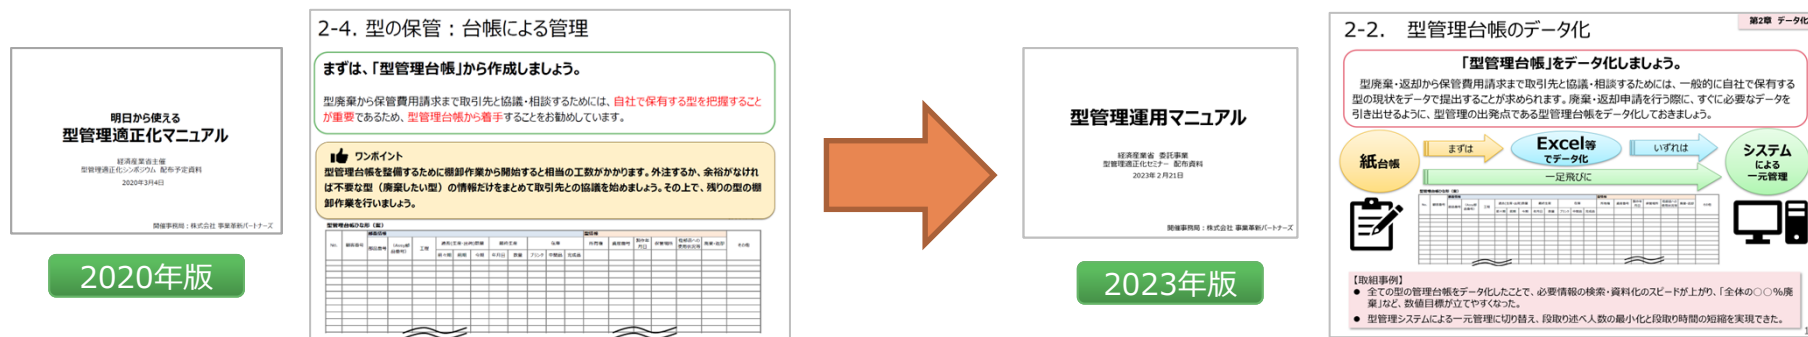 明日から使える
型管理適正化マニュアル
経済産業省主催
型管理適正化シンポジウム 配布予定資料
2020年3月4日
開催事務局：株式会社 事業革新パートナーズ
2020年版
2-4. 型の保管：台帳による管理
まずは、「型管理台帳」から作成しましょう。
型廃棄から保管費用請求まで取引先と協議・相談するためには、自社で保有する型を把握すること
が重要であるため、型管理台帳から着手することをお勧めしています。
ワンポイント
型管理台帳を整備するために棚卸作業から開始すると相当の工数がかかります。外注するか、余裕がなけれ
ば不要な型（廃棄したい型）の情報だけをまとめて取引先との協議を始めましょう。その上で、残りの型の棚
卸作業を行いましょう。
型管理台帳ひな形（案）
型管理運用マニュアル
経済産業省 委託事業
型管理適正化セミナー 配布資料
2023年2月21日
開催事務局：株式会社 事業革新パートナーズ
2023年版
第2章 データ化
2-2. 型管理台帳のデータ化
「型管理台帳」をデータ化しましょう。
型廃棄・返却から保管費用請求まで取引先と協議・相談するためには、一般的に自社で保有する
型の現状をデータで提出することが求められます。廃棄・返却申請を行う際に、すぐに必要なデータを
引き出せるように、型管理の出発点である型管理台帳をデータ化しておきましょう。
紙台帳
まずは
Excel等
でデータ化
いずれは
システム
による
一元管理
一足飛びに
型管理台帳ひな形（案）
【取組事例】
● 全ての型の管理台帳をデータ化したことで、必要情報の検索・資料化のスピードが上がり、「全体の○○%廃
棄」など、数値目標が立てやすくなった。
● 型管理システムによる一元管理に切り替え、段取り述べ人数の最小化と段取り時間の短縮を実現できた。